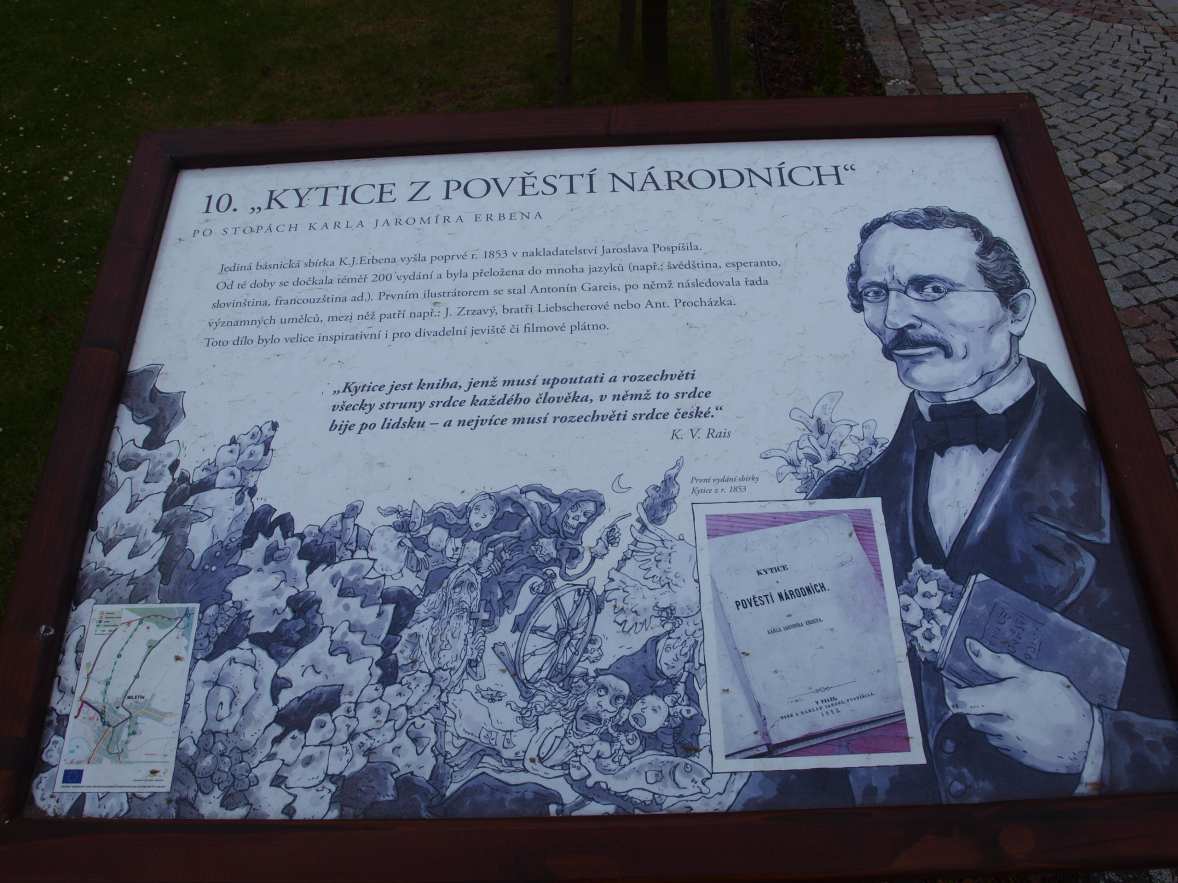 10. „KYTICE Z POVĚSTÍ NÁRODNÍCH“
PO STOPÁCH KARLA JAROMÍRA ERBENA
Jediná básnická sbírka K.J.Erbena vyšla poprvé r. 1853 v nakladatelství Jaroslava Pospíšila.
Od té doby se dočkala téměř 200 vydání a byla přeložena do mnoha jazyků (např.: švédština, esperanto,
slovinština, francouzština ad.). Prvním ilustrátorem se stal Antonín Gareis, po němž následovala řada
významných umělců, mezi něž patří např.: J. Zrzavý, bratři Liebscherové nebo Ant. Procházka.
Toto dílo bylo velice inspirativní i pro divadelní jeviště či filmové plátno.
„Kytice jest kniha, jenž musí upoutati a rozechvěti
všecky struny srdce každého člověka, v němž to srdce
bije po lidsku – a nejvíce musí rozechvěti srdce české.“
K. V. Rais
První vydání sbírky
Kytice z r. 1853
KYTICE
POVĚSTÍ NÁRODNÍCH.
KARLA JAROMÍRA ERBENA.
V PRAZE.
1853.
MILETÍN